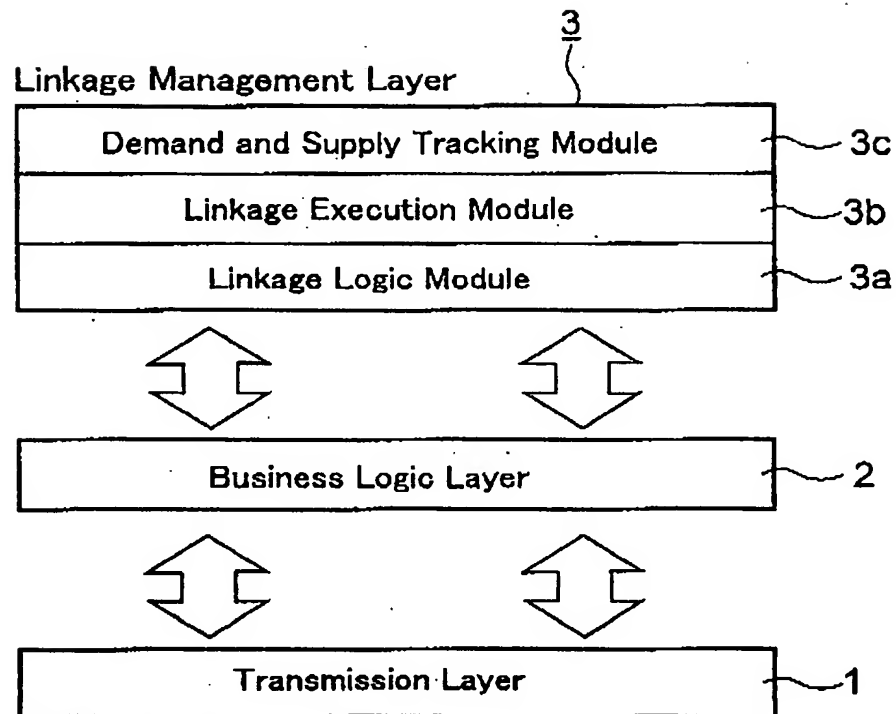 3
Linkage Management Layer
Demand and Supply Tracking Module 3c
Linkage Execution Module 3b
Linkage Logic Module 3a
Business Logic Layer 2
Transmission Layer 1